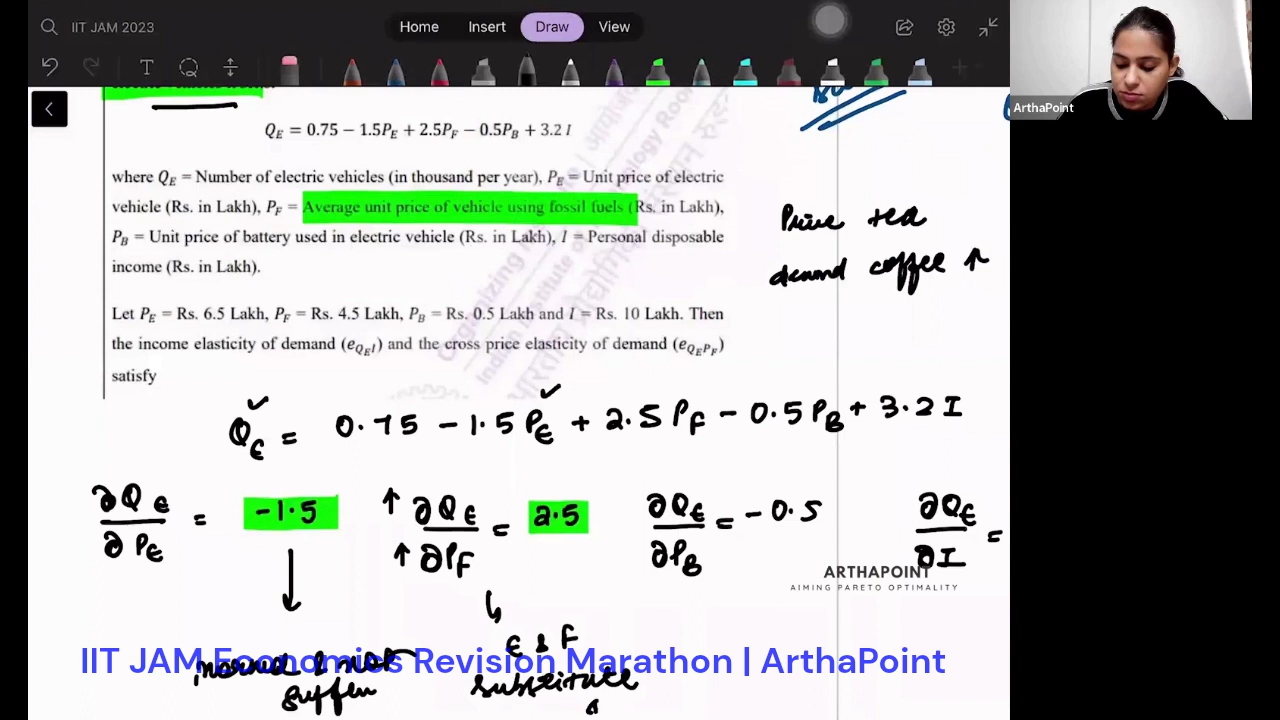 IIT JAM 2023
Home Insert Draw View
ArthaPoint
Q_E = 0.75 − 1.5P_E + 2.5P_F − 0.5P_B + 3.2 I
where Q_E = Number of electric vehicles (in thousand per year), P_E = Unit price of electric
vehicle (Rs. in Lakh), P_F = Average unit price of vehicle using fossil fuels (Rs. in Lakh),
P_B = Unit price of battery used in electric vehicle (Rs. in Lakh), I = Personal disposable
income (Rs. in Lakh).
Price tea
demand coffee ↑
Let P_E = Rs. 6.5 Lakh, P_F = Rs. 4.5 Lakh, P_B = Rs. 0.5 Lakh and I = Rs. 10 Lakh. Then
the income elasticity of demand (e_{Q_E I}) and the cross price elasticity of demand (e_{Q_E P_F})
satisfy
Q_E = 0.75 − 1.5 P_E + 2.5 P_F − 0.5 P_B + 3.2 I
∂Q_E/∂P_E = −1.5 ↑∂Q_E/↑∂P_F = 2.5 ∂Q_E/∂P_B = −0.5 ∂Q_E/∂I =
ARTHAPOINT
AIMING PARETO OPTIMALITY
E & F
substitute
IIT JAM Economics Revision Marathon | ArthaPoint